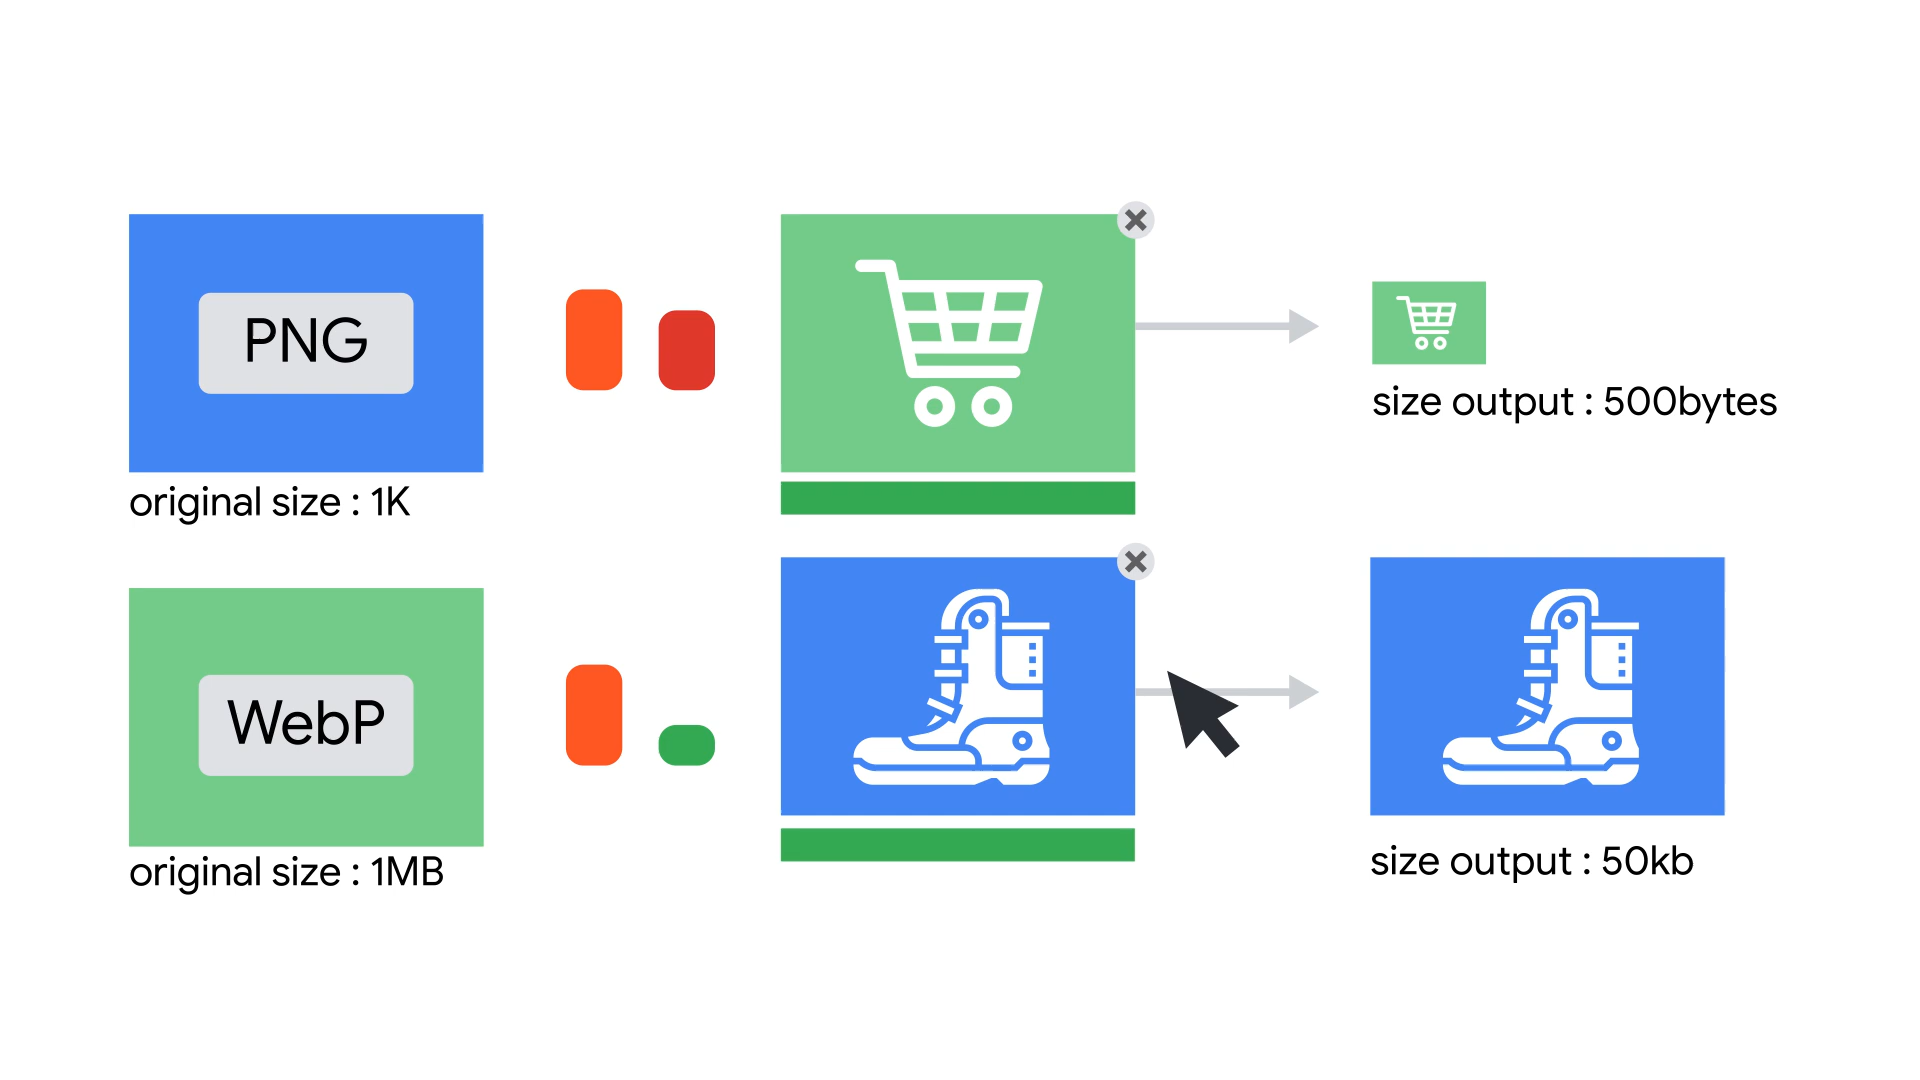 PNG
original size : 1K
size output : 500bytes
WebP
original size : 1MB
size output : 50kb